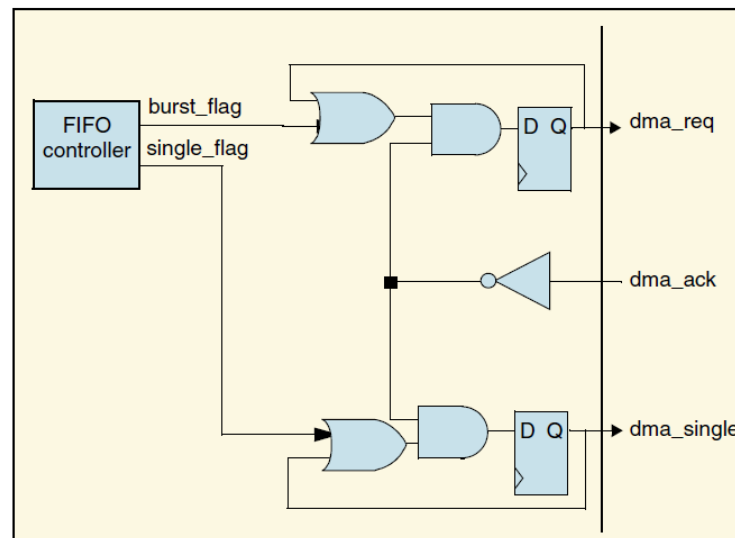 burst_flag
FIFO
controller
single_flag
D Q
dma_req
dma_ack
D Q
dma_single